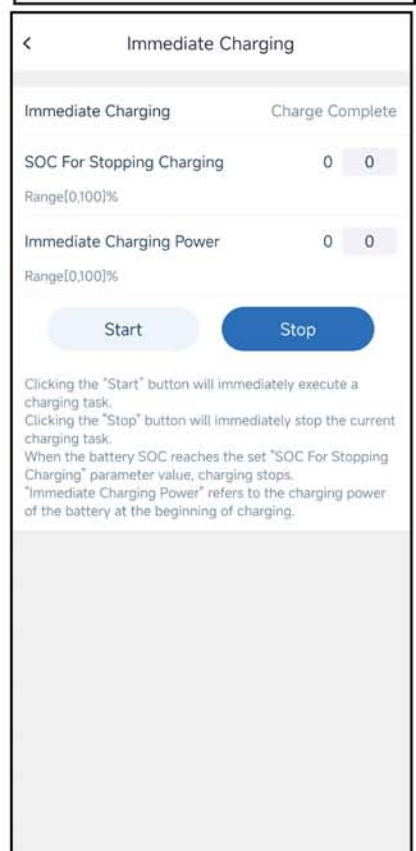 < Immediate Charging
Immediate Charging Charge Complete
SOC For Stopping Charging 0 0
Range[0,100]%
Immediate Charging Power 0 0
Range[0,100]%
Start Stop
Clicking the "Start" button will immediately execute a
charging task.
Clicking the "Stop" button will immediately stop the current
charging task.
When the battery SOC reaches the set "SOC For Stopping
Charging" parameter value, charging stops.
"Immediate Charging Power" refers to the charging power
of the battery at the beginning of charging.